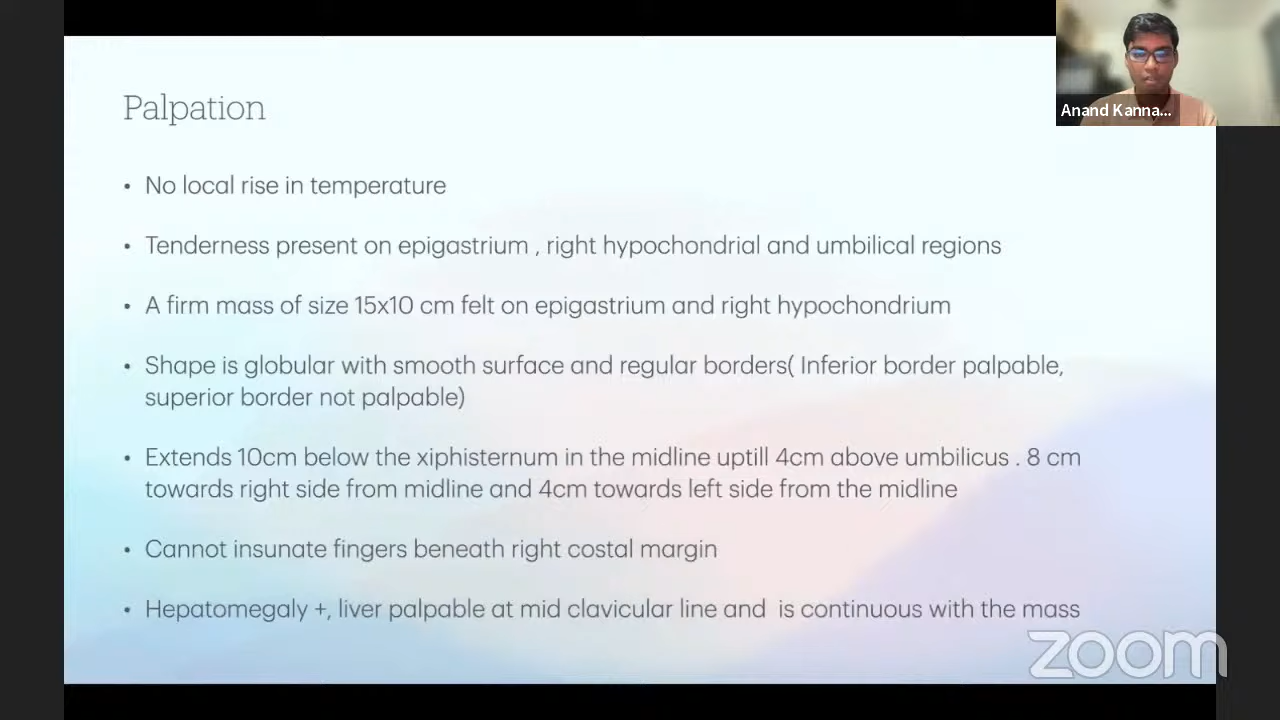 Palpation
• No local rise in temperature
• Tenderness present on epigastrium , right hypochondrial and umbilical regions
• A firm mass of size 15x10 cm felt on epigastrium and right hypochondrium
• Shape is globular with smooth surface and regular borders( Inferior border palpable,
superior border not palpable)
• Extends 10cm below the xiphisternum in the midline uptill 4cm above umbilicus . 8 cm
towards right side from midline and 4cm towards left side from the midline
• Cannot insunate fingers beneath right costal margin
• Hepatomegaly +, liver palpable at mid clavicular line and is continuous with the mass
Anand Kanna...
zoom